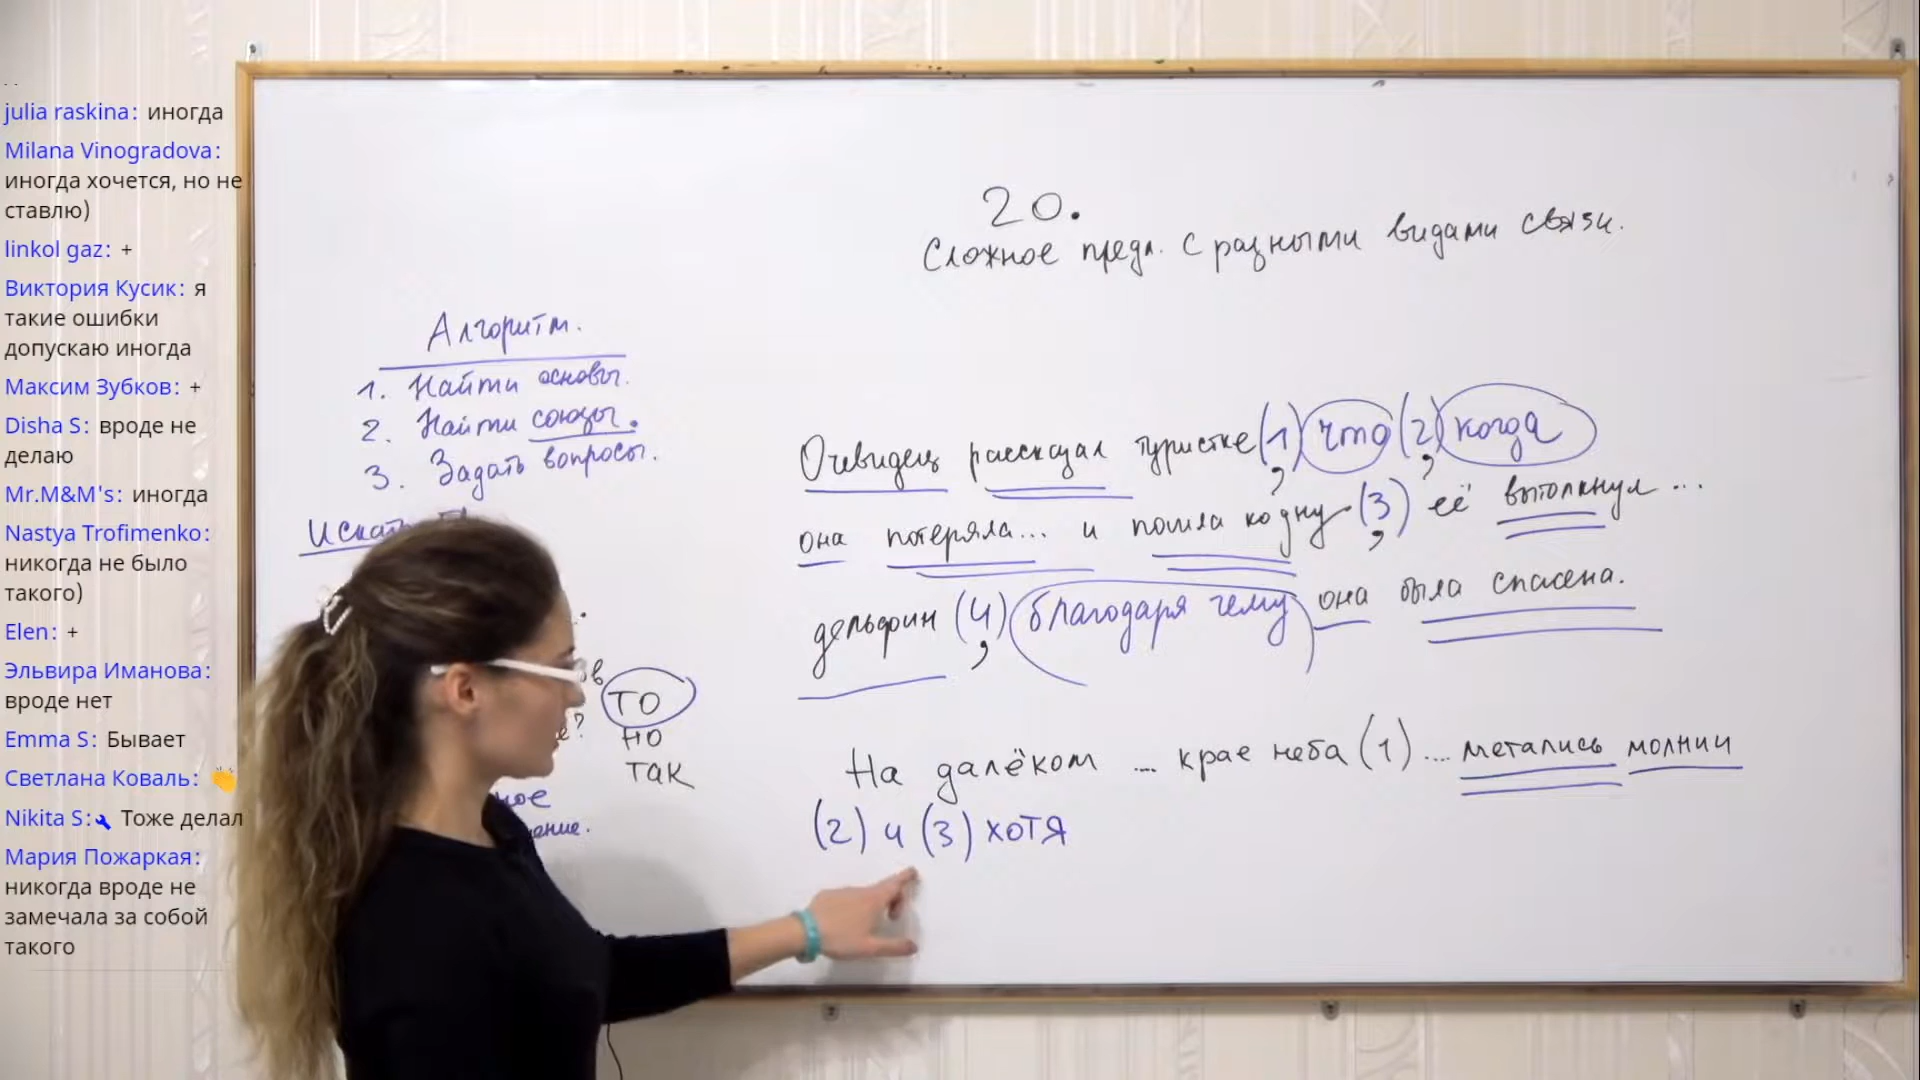 julia raskina: иногда
Milana Vinogradova:
иногда хочется, но не
ставлю)
linkol gaz: +
Виктория Кусик: я
такие ошибки
допускаю иногда
Максим Зубков: +
Disha S: вроде не
делаю
Mr.M&M's: иногда
Nastya Trofimenko:
никогда не было
такого)
Elen: +
Эльвира Иманова:
вроде нет
Emma S: Бывает
Светлана Коваль: 👏
Nikita S: Тоже делал
Мария Пожаркая:
никогда вроде не
замечала за собой
такого
20.
Сложное предл. с разными видами связи.
Алгоритм.
1. Найти основы.
2. Найти союзы.
3. Задать вопросы.
ТО
НО
ТАК
Очевидец рассказал туристке (1), что (2), когда
она потеряла... и пошла ко дну (3), её вытолкнул ...
дельфин (4), благодаря чему она была спасена.
На далёком ... крае неба (1) ... метались молнии
(2) и (3) хотя